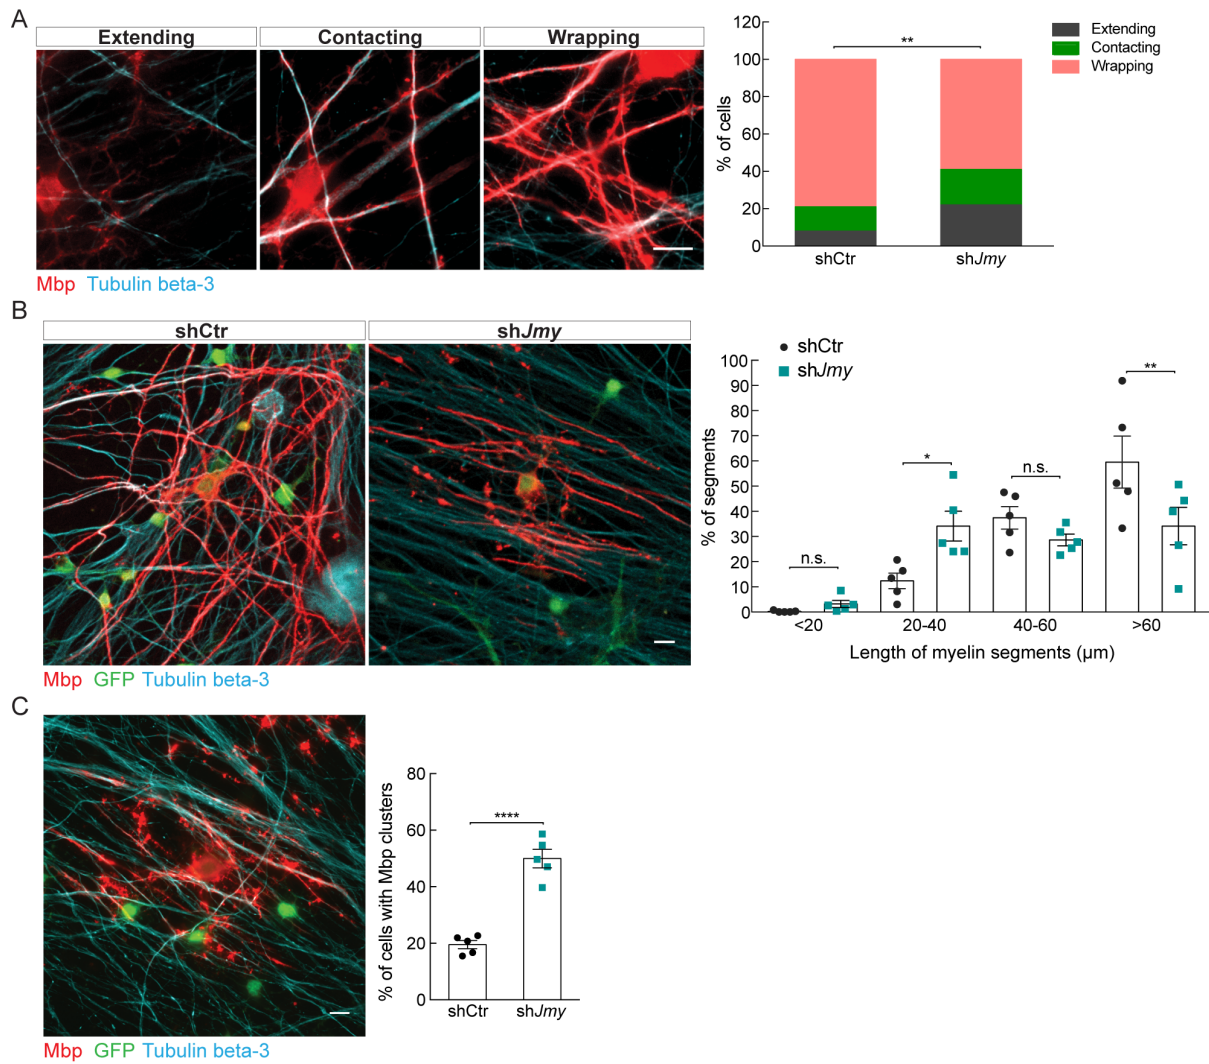 A
Extending Contacting Wrapping
Mbp Tubulin beta-3
120
100
80
60
40
20
0
% of cells
**
shCtr shJmy
Extending
Contacting
Wrapping
B
shCtr shJmy
Mbp GFP Tubulin beta-3
shCtr
shJmy
100
90
80
70
60
50
40
30
20
10
0
% of segments
n.s.
*
n.s.
**
<20 20-40 40-60 >60
Length of myelin segments (µm)
C
Mbp GFP Tubulin beta-3
80
60
40
20
0
% of cells with Mbp clusters
****
shCtr shJmy